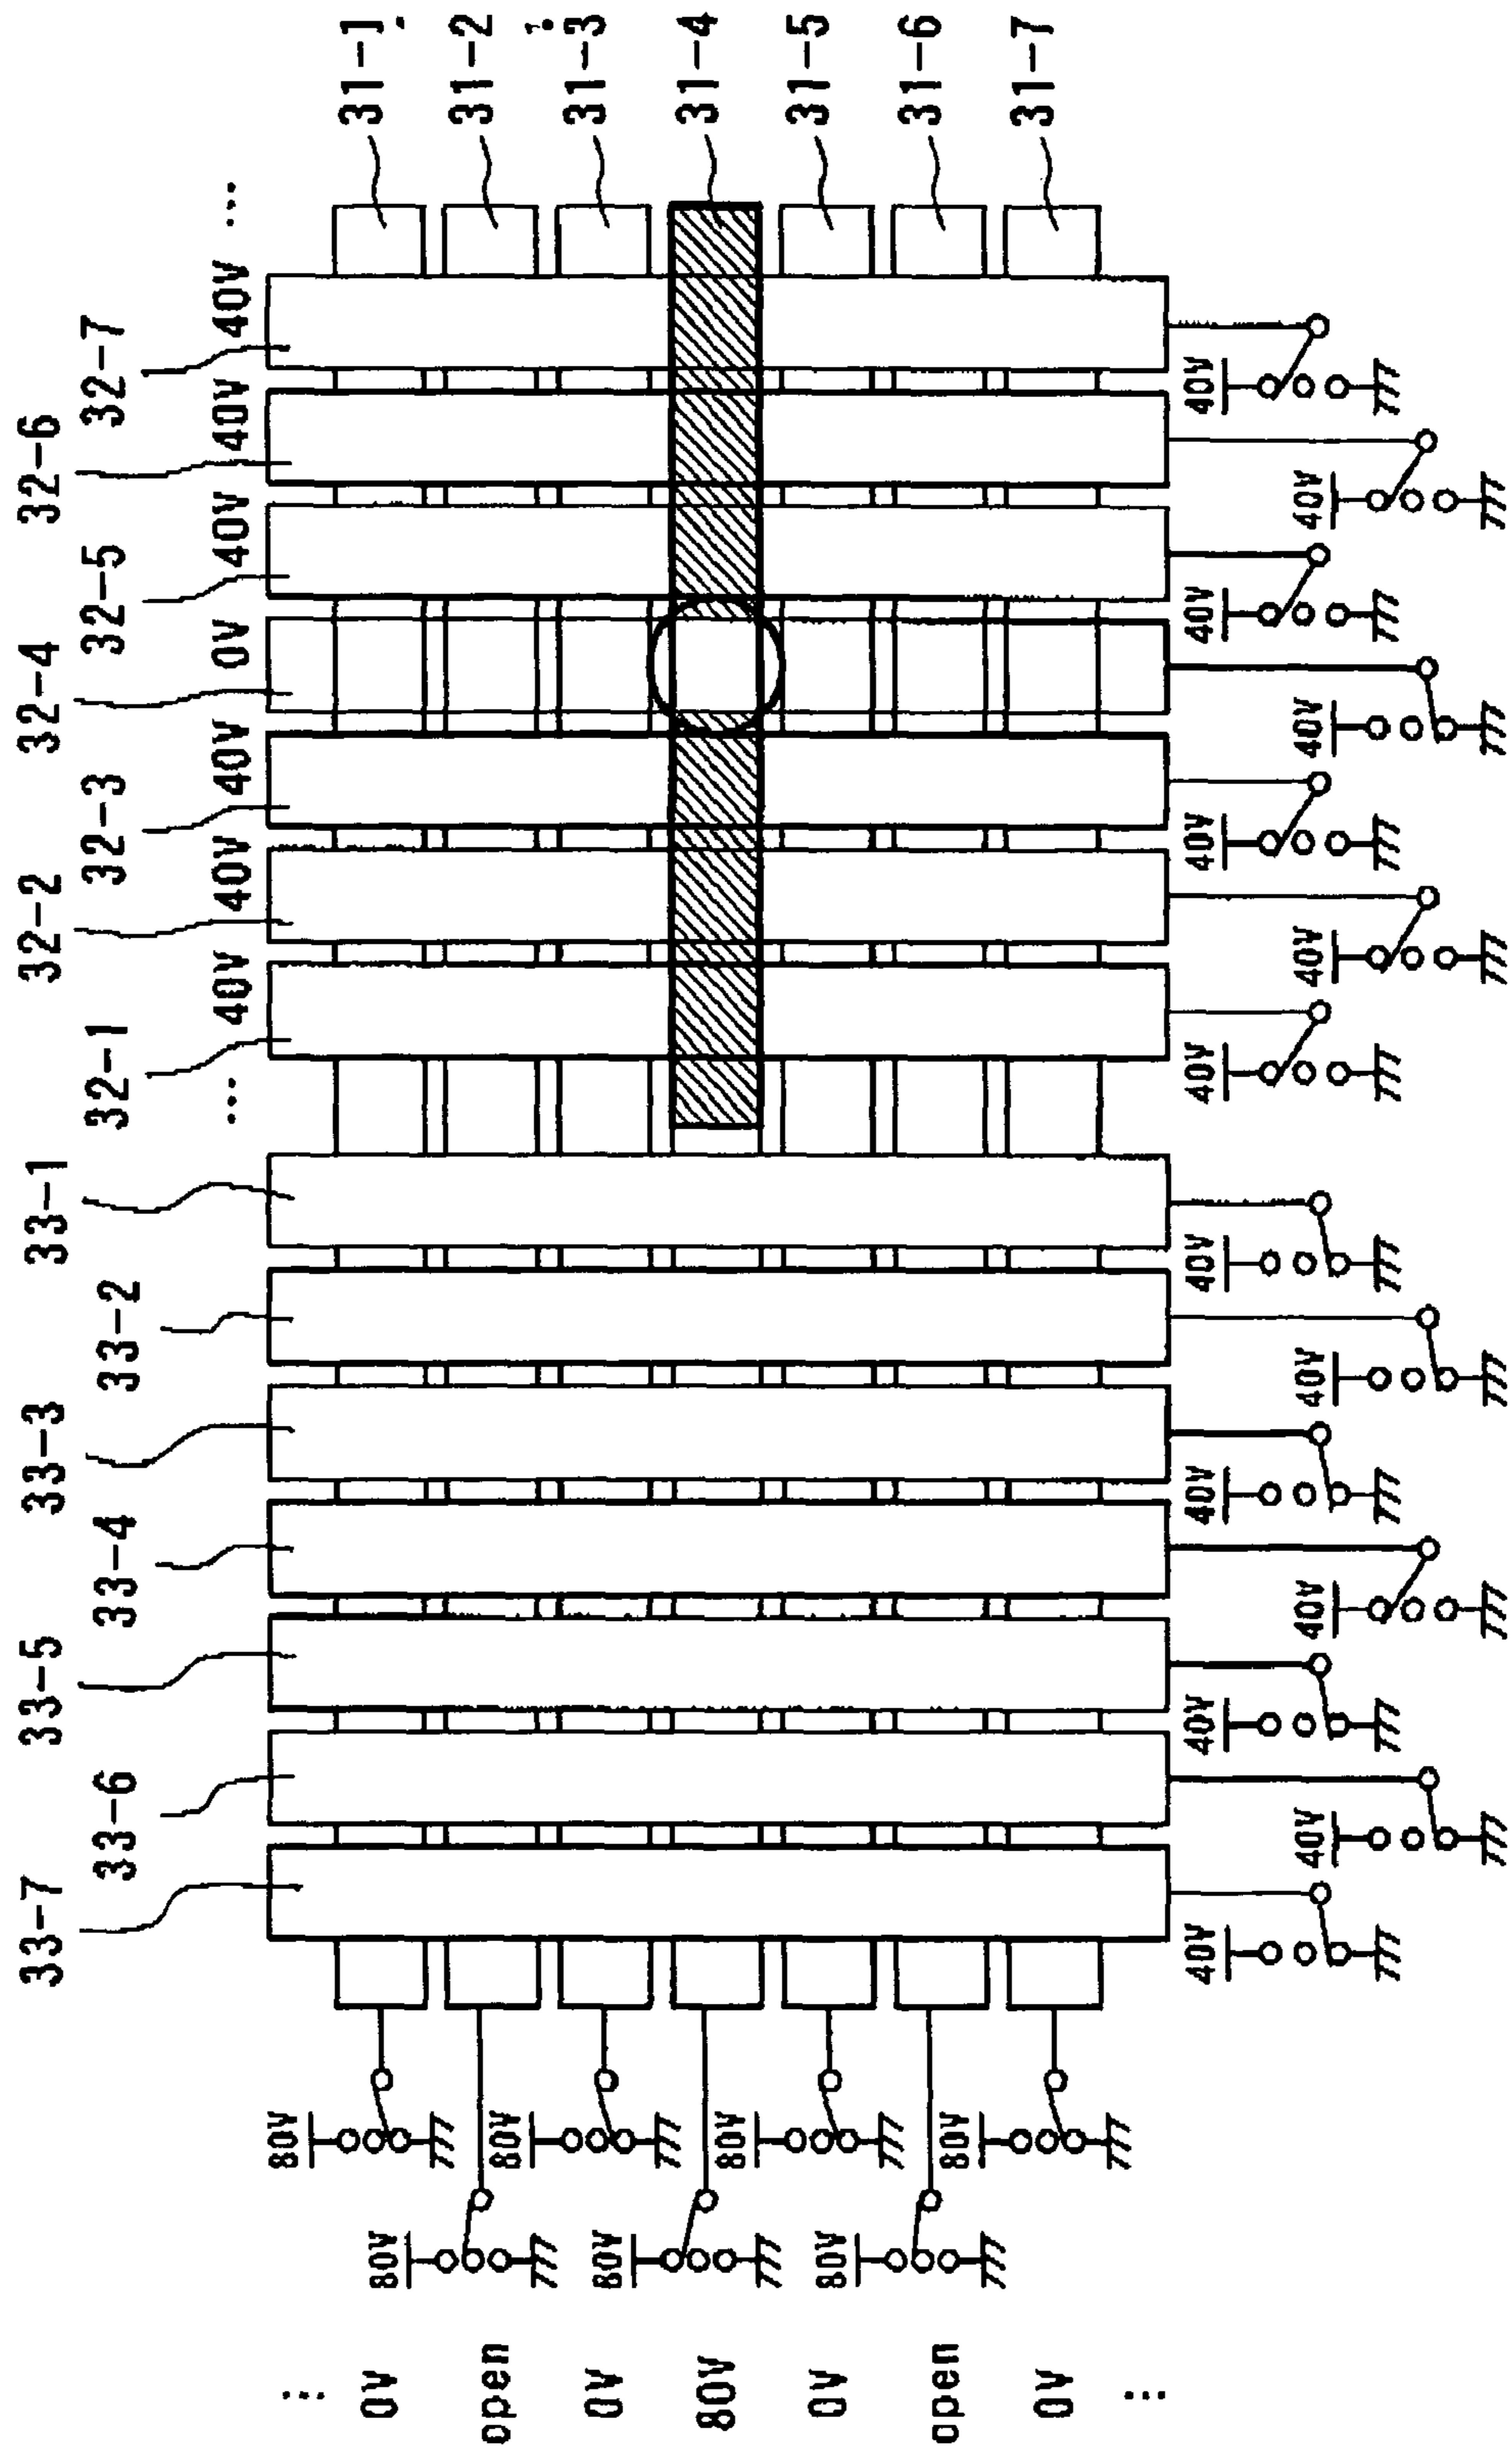 33-7 33-5 33-3 33-1 32-2 32-4 32-6
33-6 33-4 33-2 32-1 32-3 32-5 32-7
... 40V 40V 40V 0V 40V 40V 40V ...
⋮
80V
0V 80V 31-1
open 80V 31-2
0V 80V 31-3
80V 80V 31-4
0V 80V 31-5
open 80V 31-6
0V 31-7
⋮
40V 40V 40V 40V 40V 40V 40V 40V
40V 40V 40V 40V 40V 40V